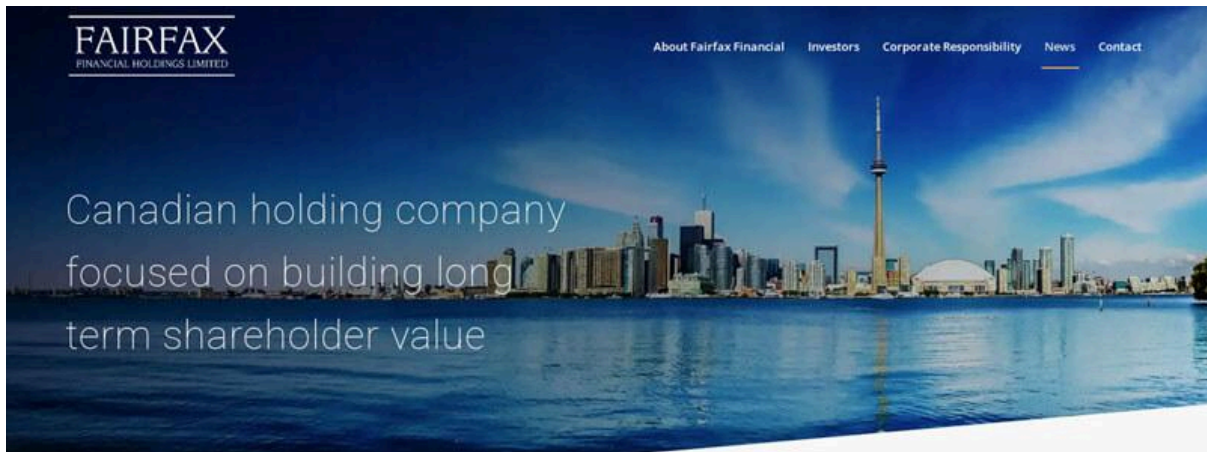 FAIRFAX
FINANCIAL HOLDINGS LIMITED
About Fairfax Financial Investors Corporate Responsibility News Contact
Canadian holding company
focused on building long
term shareholder value